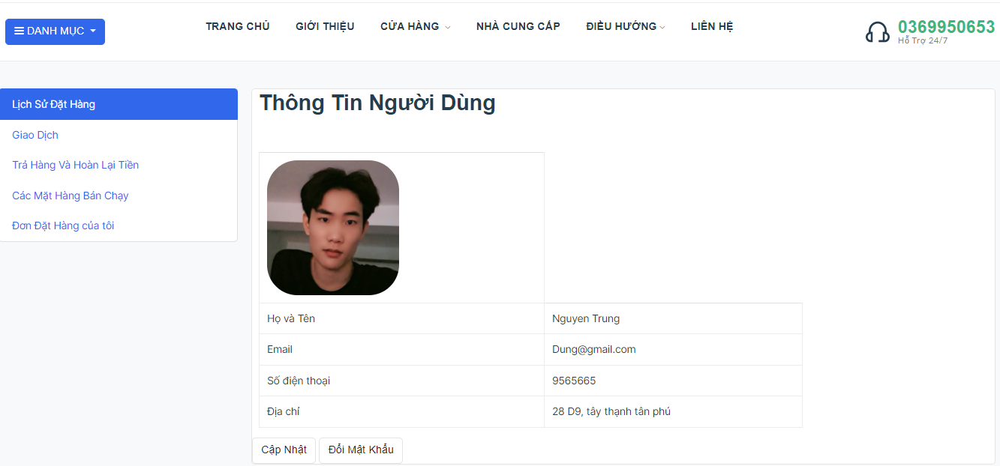 DANH MỤC
TRANG CHỦ
GIỚI THIỆU
CỬA HÀNG
NHÀ CUNG CẤP
ĐIỀU HƯỚNG
LIÊN HỆ
0369950653
Hỗ Trợ 24/7
Lịch Sử Đặt Hàng
Giao Dịch
Trả Hàng Và Hoàn Lại Tiền
Các Mặt Hàng Bán Chạy
Đơn Đặt Hàng của tôi
Thông Tin Người Dùng
Họ và Tên
Nguyen Trung
Email
Dung@gmail.com
Số điện thoại
9565665
Địa chỉ
28 D9, tây thạnh tân phú
Cập Nhật
Đổi Mật Khẩu